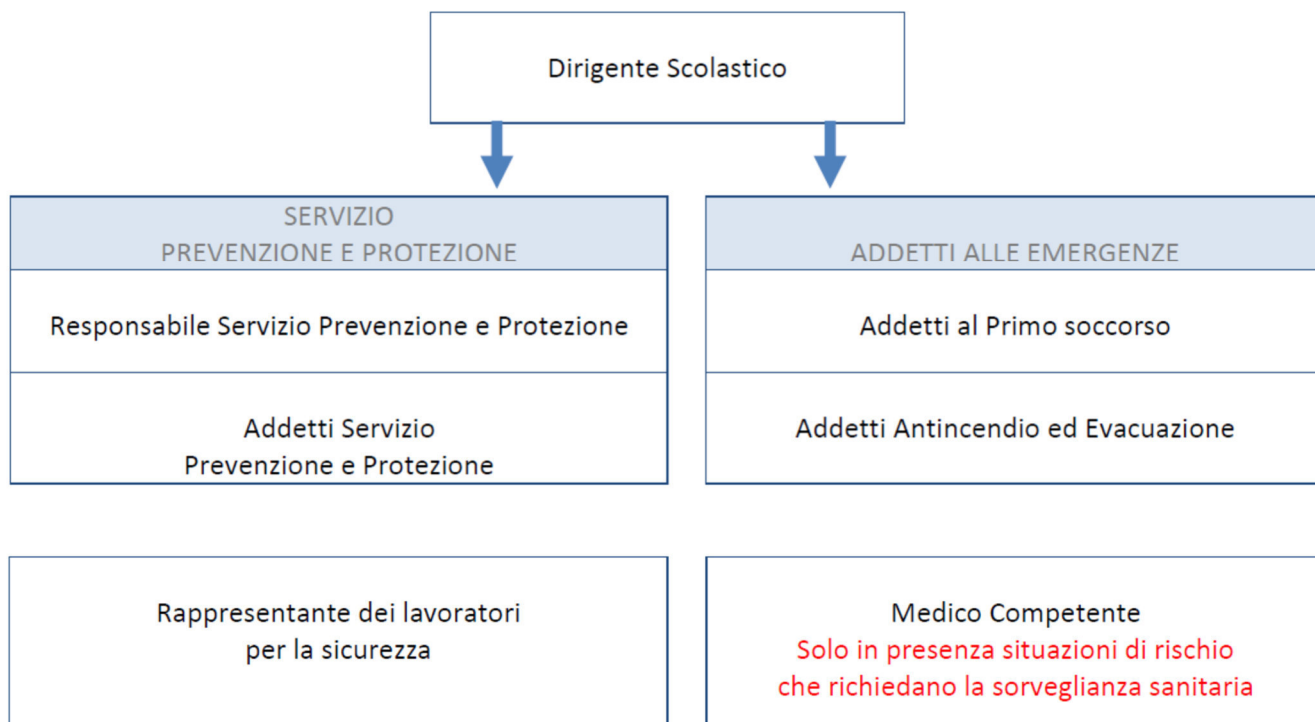 Dirigente Scolastico
SERVIZIO
PREVENZIONE E PROTEZIONE
Responsabile Servizio Prevenzione e Protezione
Addetti Servizio
Prevenzione e Protezione
ADDETTI ALLE EMERGENZE
Addetti al Primo soccorso
Addetti Antincendio ed Evacuazione
Rappresentante dei lavoratori
per la sicurezza
Medico Competente
Solo in presenza situazioni di rischio
che richiedano la sorveglianza sanitaria